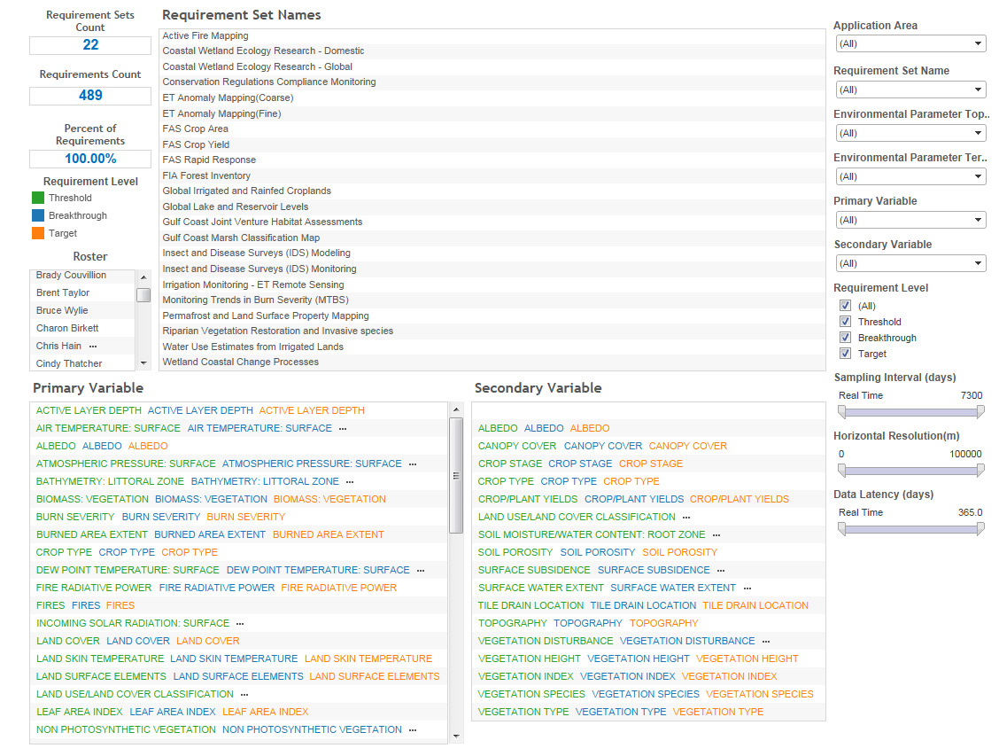 Requirement Sets
Count
22
Requirements Count
489
Percent of
Requirements
100.00%
Requirement Level
Threshold
Breakthrough
Target
Roster
Brady Couvillion
Brent Taylor
Bruce Wylie
Charon Birkett
Chris Hain ...
Cindy Thatcher
Requirement Set Names
Active Fire Mapping
Coastal Wetland Ecology Research - Domestic
Coastal Wetland Ecology Research - Global
Conservation Regulations Compliance Monitoring
ET Anomaly Mapping(Coarse)
ET Anomaly Mapping(Fine)
FAS Crop Area
FAS Crop Yield
FAS Rapid Response
FIA Forest Inventory
Global Irrigated and Rainfed Croplands
Global Lake and Reservoir Levels
Gulf Coast Joint Venture Habitat Assessments
Gulf Coast Marsh Classification Map
Insect and Disease Surveys (IDS) Modeling
Insect and Disease Surveys (IDS) Monitoring
Irrigation Monitoring - ET Remote Sensing
Monitoring Trends in Burn Severity (MTBS)
Permafrost and Land Surface Property Mapping
Riparian Vegetation Restoration and Invasive species
Water Use Estimates from Irrigated Lands
Wetland Coastal Change Processes
Application Area
(All)
Requirement Set Name
(All)
Environmental Parameter Top..
(All)
Environmental Parameter Ter..
(All)
Primary Variable
(All)
Secondary Variable
(All)
Requirement Level
(All)
Threshold
Breakthrough
Target
Sampling Interval (days)
Real Time 7300
Horizontal Resolution(m)
0 100000
Data Latency (days)
Real Time 365.0
Primary Variable
ACTIVE LAYER DEPTH ACTIVE LAYER DEPTH ACTIVE LAYER DEPTH
AIR TEMPERATURE: SURFACE AIR TEMPERATURE: SURFACE ...
ALBEDO ALBEDO ALBEDO
ATMOSPHERIC PRESSURE: SURFACE ATMOSPHERIC PRESSURE: SURFACE ...
BATHYMETRY: LITTORAL ZONE BATHYMETRY: LITTORAL ZONE ...
BIOMASS: VEGETATION BIOMASS: VEGETATION BIOMASS: VEGETATION
BURN SEVERITY BURN SEVERITY BURN SEVERITY
BURNED AREA EXTENT BURNED AREA EXTENT BURNED AREA EXTENT
CROP TYPE CROP TYPE CROP TYPE
DEW POINT TEMPERATURE: SURFACE DEW POINT TEMPERATURE: SURFACE ...
FIRE RADIATIVE POWER FIRE RADIATIVE POWER FIRE RADIATIVE POWER
FIRES FIRES FIRES
INCOMING SOLAR RADIATION: SURFACE ...
LAND COVER LAND COVER LAND COVER
LAND SKIN TEMPERATURE LAND SKIN TEMPERATURE LAND SKIN TEMPERATURE
LAND SURFACE ELEMENTS LAND SURFACE ELEMENTS LAND SURFACE ELEMENTS
LAND USE/LAND COVER CLASSIFICATION ...
LEAF AREA INDEX LEAF AREA INDEX LEAF AREA INDEX
NON PHOTOSYNTHETIC VEGETATION NON PHOTOSYNTHETIC VEGETATION ...
Secondary Variable
ALBEDO ALBEDO ALBEDO
CANOPY COVER CANOPY COVER CANOPY COVER
CROP STAGE CROP STAGE CROP STAGE
CROP TYPE CROP TYPE CROP TYPE
CROP/PLANT YIELDS CROP/PLANT YIELDS CROP/PLANT YIELDS
LAND USE/LAND COVER CLASSIFICATION ...
SOIL MOISTURE/WATER CONTENT: ROOT ZONE ...
SOIL POROSITY SOIL POROSITY SOIL POROSITY
SURFACE SUBSIDENCE SURFACE SUBSIDENCE ...
SURFACE WATER EXTENT SURFACE WATER EXTENT ...
TILE DRAIN LOCATION TILE DRAIN LOCATION TILE DRAIN LOCATION
TOPOGRAPHY TOPOGRAPHY TOPOGRAPHY
VEGETATION DISTURBANCE VEGETATION DISTURBANCE ...
VEGETATION HEIGHT VEGETATION HEIGHT VEGETATION HEIGHT
VEGETATION INDEX VEGETATION INDEX VEGETATION INDEX
VEGETATION SPECIES VEGETATION SPECIES VEGETATION SPECIES
VEGETATION TYPE VEGETATION TYPE VEGETATION TYPE